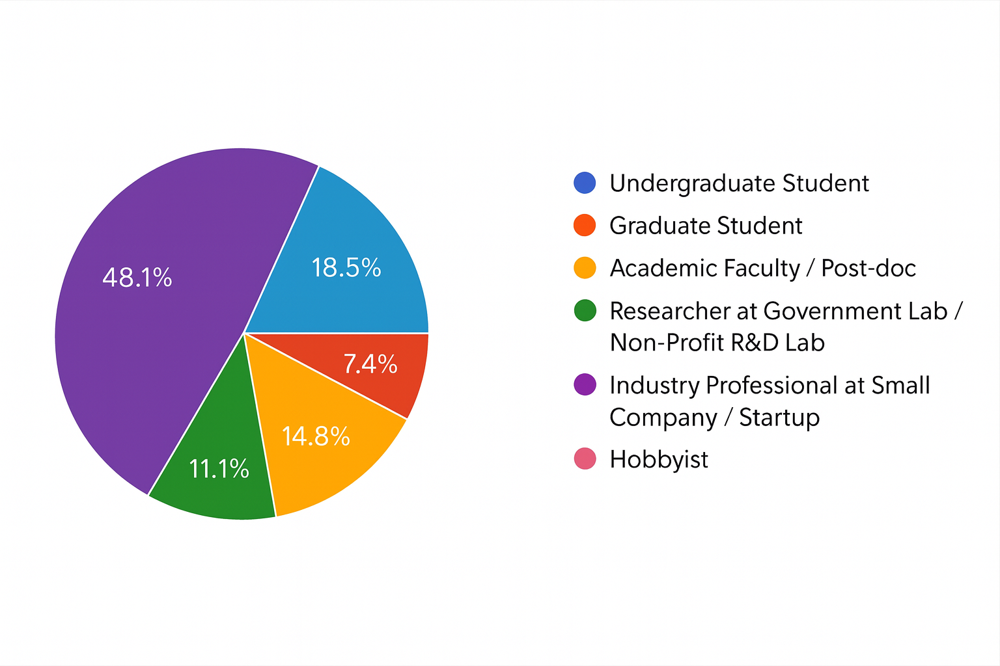 48.1%
18.5%
7.4%
14.8%
11.1%
Undergraduate Student
Graduate Student
Academic Faculty / Post-doc
Researcher at Government Lab /
Non-Profit R&D Lab
Industry Professional at Small
Company / Startup
Hobbyist